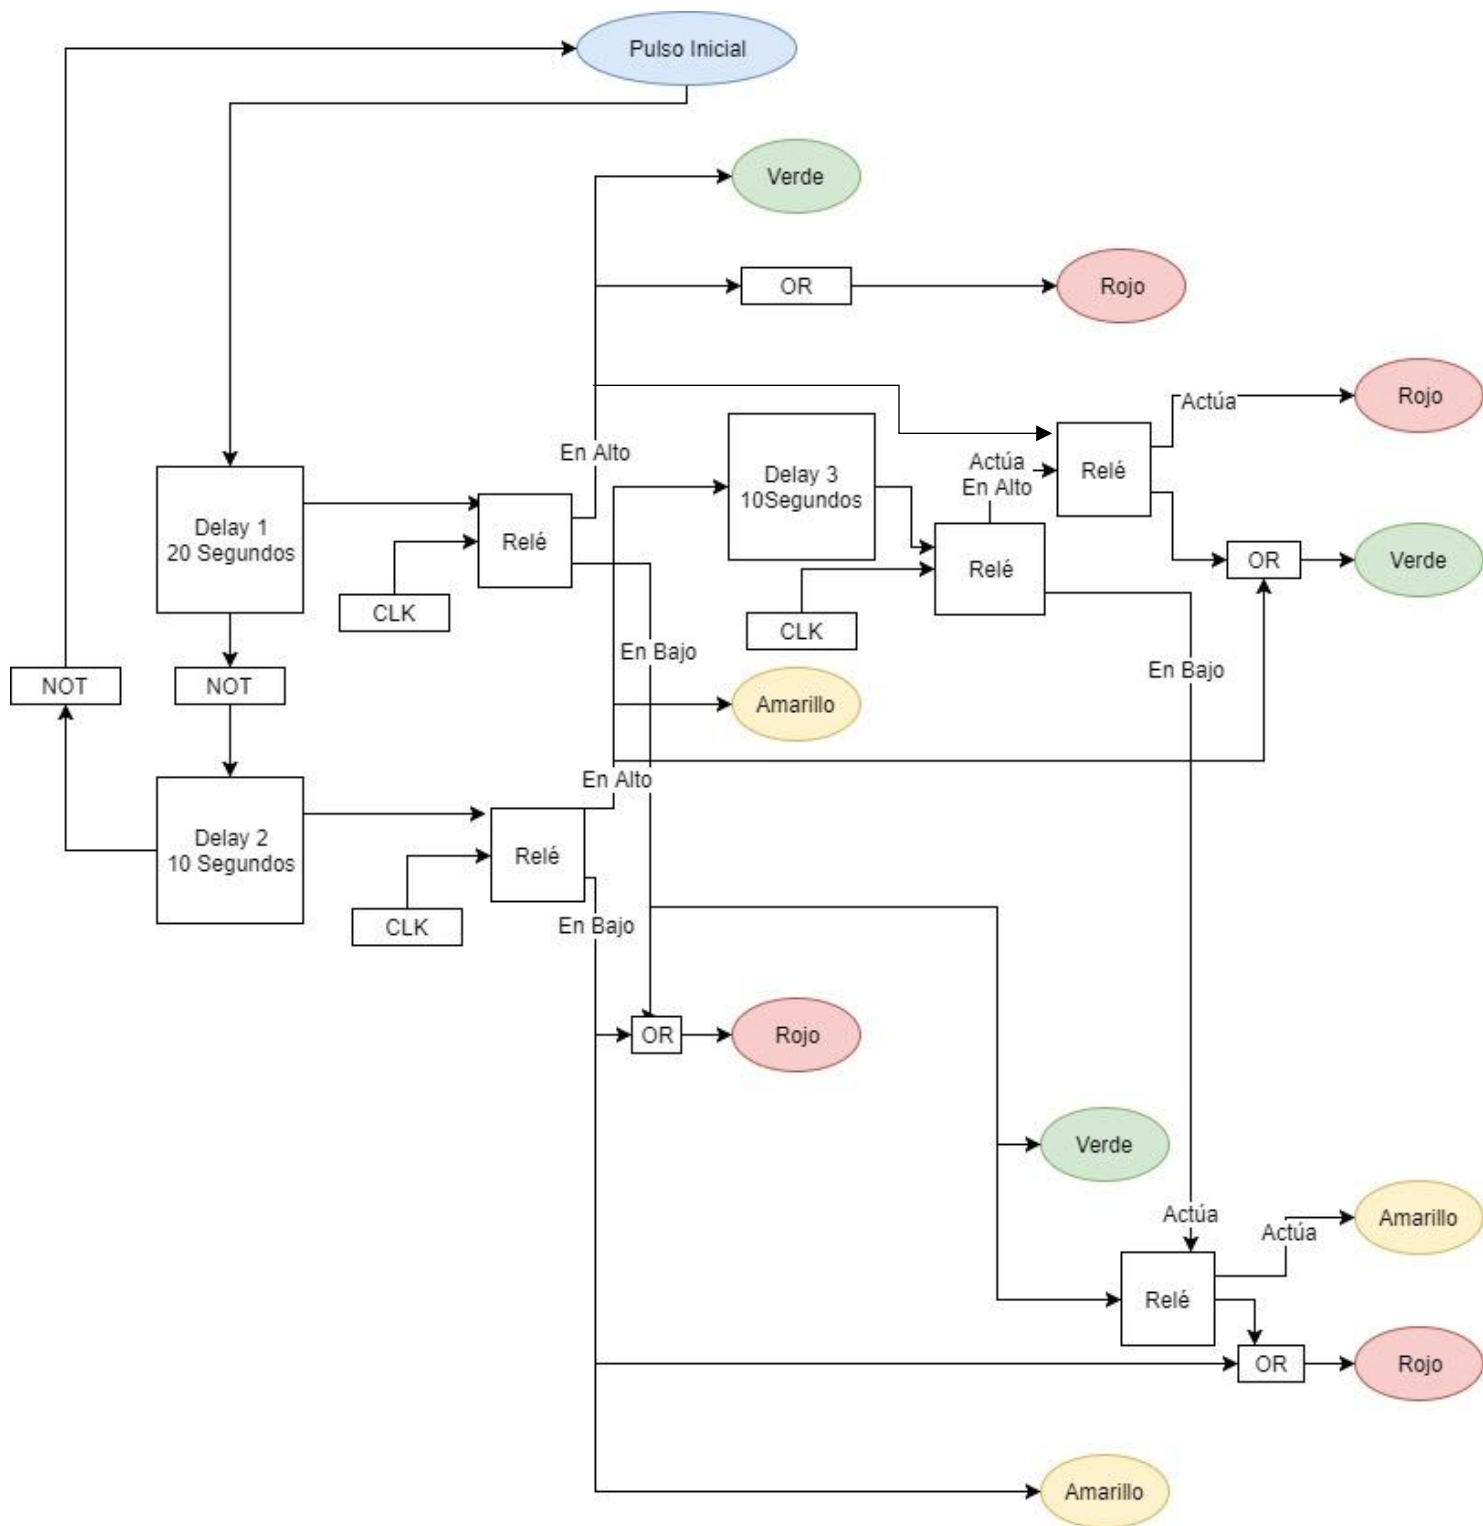 Pulso Inicial
Verde
OR
Rojo
Rojo
Actúa
En Alto
Delay 3
10Segundos
Actúa
En Alto
Relé
Delay 1
20 Segundos
Relé
Relé
OR
Verde
CLK
CLK
En Bajo
En Bajo
NOT
NOT
Amarillo
En Alto
Delay 2
10 Segundos
Relé
CLK
En Bajo
OR
Rojo
Verde
Actúa
Actúa
Amarillo
Relé
OR
Rojo
Amarillo